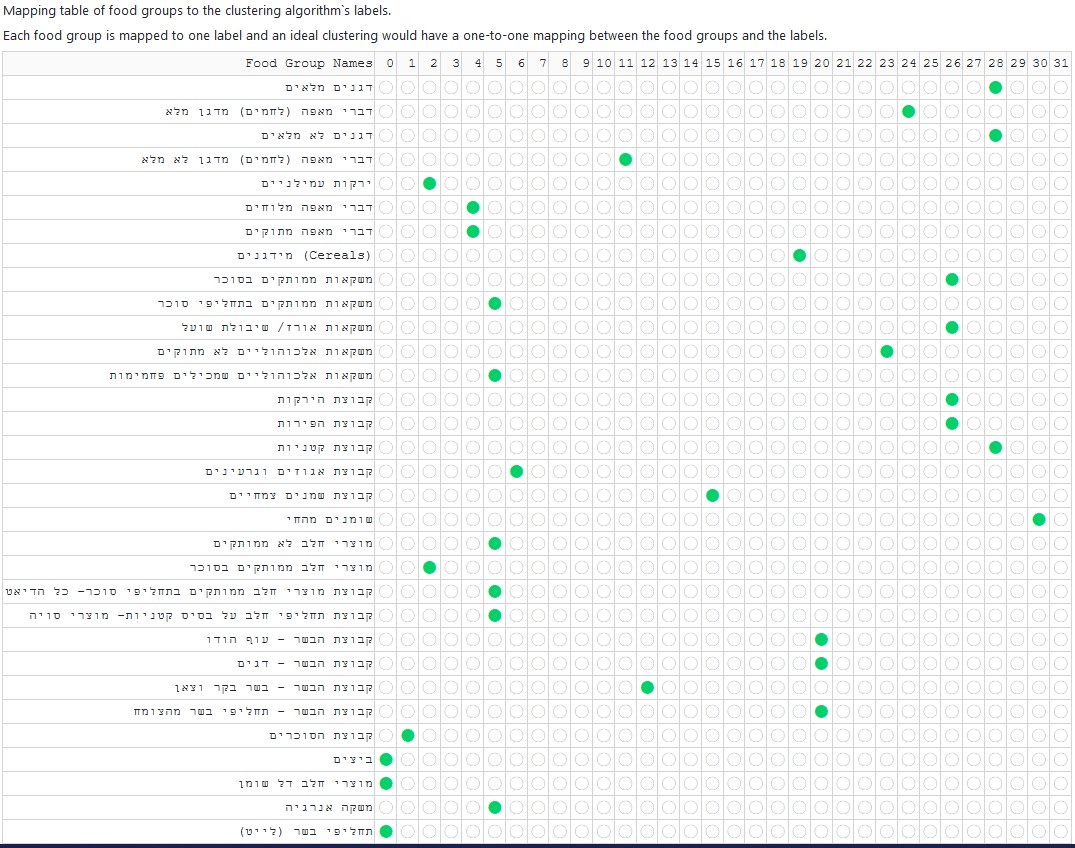 Mapping table of food groups to the clustering algorithm`s labels.
Each food group is mapped to one label and an ideal clustering would have a one-to-one mapping between the food groups and the labels.
Food Group Names 0 1 2 3 4 5 6 7 8 9 10 11 12 13 14 15 16 17 18 19 20 21 22 23 24 25 26 27 28 29 30 31
דגנים מלאים
דברי מאפה (לחמים) מדגן מלא
דגנים לא מלאים
דברי מאפה (לחמים) מדגן לא מלא
ירקות עמילניים
דברי מאפה מלוחים
דברי מאפה מתוקים
מידגנים (Cereals)
משקאות ממותקים בסוכר
משקאות ממותקים בתחליפי סוכר
משקאות אורז/ שיבולת שועל
משקאות אלכוהוליים לא מתוקים
משקאות אלכוהוליים שמכילים פחמימות
קבוצת הירקות
קבוצת הפירות
קבוצת קטניות
קבוצת אגוזים וגרעינים
קבוצת שמנים צמחיים
שומנים מהחי
מוצרי חלב לא ממותקים
מוצרי חלב ממותקים בסוכר
קבוצת מוצרי חלב ממותקים בתחליפי סוכר- כל הדיאט
קבוצת תחליפי חלב על בסיס קטניות- מוצרי סויה
קבוצת הבשר - עוף הודו
קבוצת הבשר - דגים
קבוצת הבשר - בשר בקר וצאן
קבוצת הבשר - תחליפי בשר מהצומח
קבוצת הסוכרים
ביצים
מוצרי חלב דל שומן
משקה אנרגיה
תחליפי בשר (לייט)